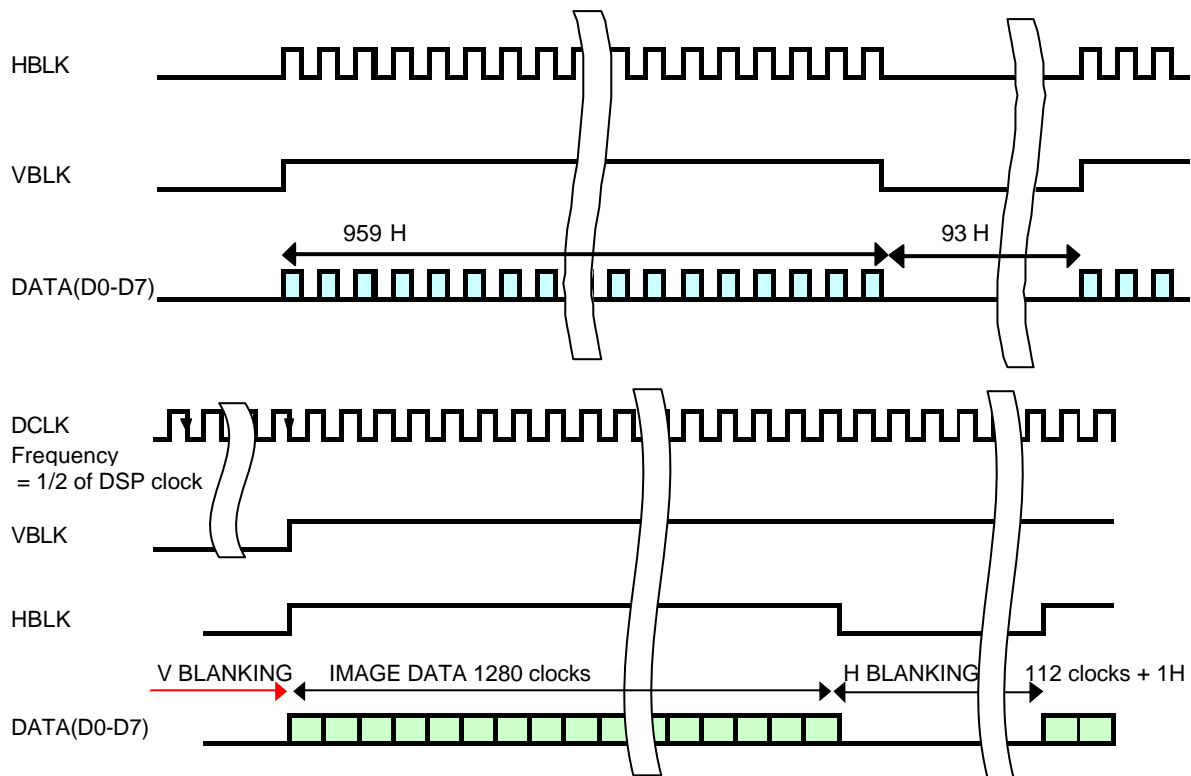 HBLK
VBLK
959 H
93 H
DATA(D0-D7)
DCLK
Frequency
= 1/2 of DSP clock
VBLK
HBLK
V BLANKING
IMAGE DATA 1280 clocks
H BLANKING
112 clocks + 1H
DATA(D0-D7)